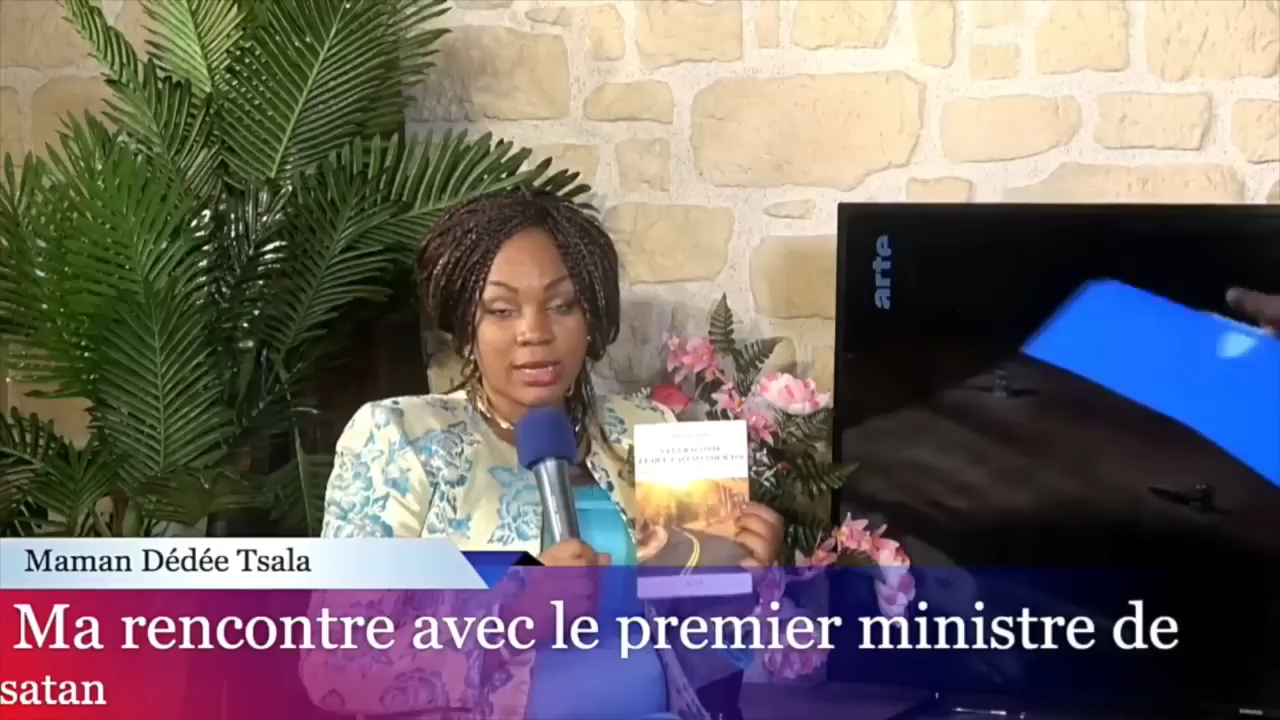 arte
Maman Dédée Tsala
Ma rencontre avec le premier ministre de
satan